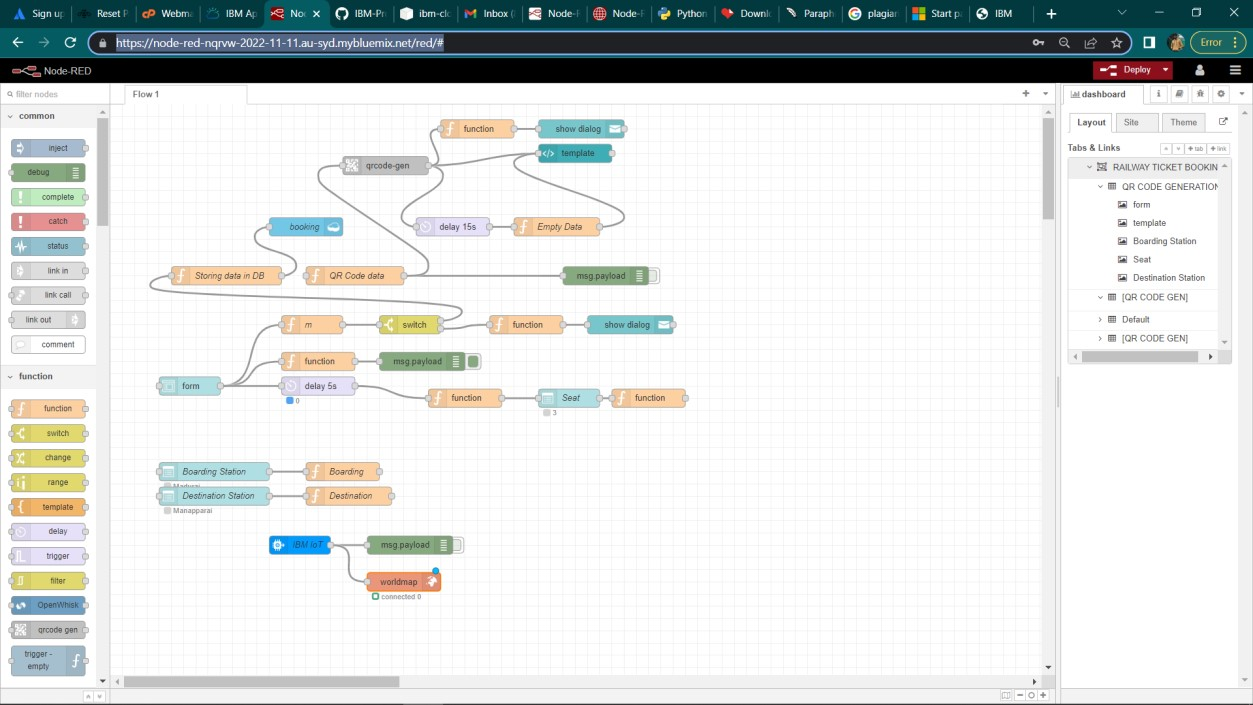 Sign up
Reset P
Webma
IBM Ap
Noc
IBM-Pr
ibm-clo
Inbox (
Node-
Node-F
Python
Downl
Paraph
plagiar
Start p
IBM
https://node-red-nqrvw-2022-11-11.au-syd.mybluemix.net/red/#
Error
Node-RED
Deploy
filter nodes
Flow 1
dashboard
common
inject
debug
complete
catch
status
link in
link call
link out
comment
function
function
switch
change
range
template
delay
trigger
filter
OpenWhisk
qrcode gen
trigger -
empty
function
show dialog
template
qrcode-gen
booking
delay 15s
Empty Data
Storing data in DB
QR Code data
msg.payload
m
switch
function
show dialog
function
msg.payload
form
delay 5s
0
function
Seat
3
function
Boarding Station
Boarding
Madurai
Destination Station
Destination
Manapparai
IBM IoT
msg.payload
worldmap
connected 0
Layout
Site
Theme
Tabs & Links
tab
link
RAILWAY TICKET BOOKIN
QR CODE GENERATION
form
template
Boarding Station
Seat
Destination Station
[QR CODE GEN]
Default
[QR CODE GEN]